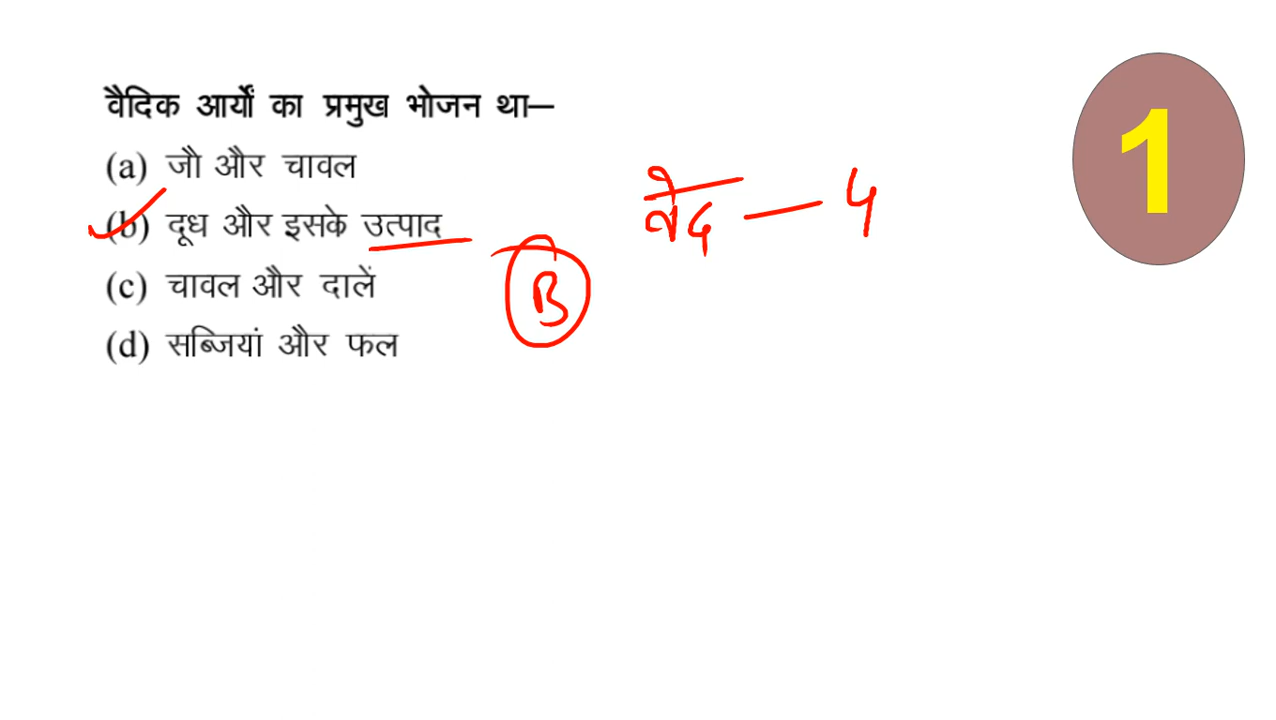 वैदिक आर्यों का प्रमुख भोजन था—
(a) जौ और चावल
(b) दूध और इसके उत्पाद
(c) चावल और दालें
(d) सब्जियां और फल
B
वेद — 4
1